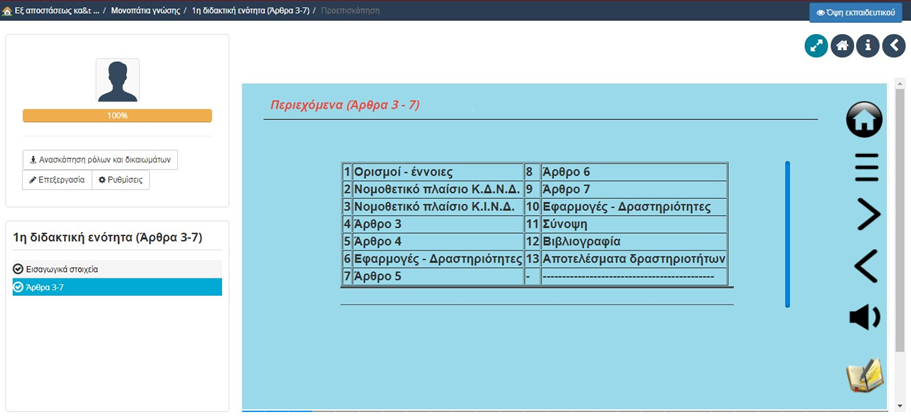 Εξ αποστάσεως κα&τ ... / Μονοπάτια γνώσης / 1η διδακτική ενότητα (Άρθρα 3-7) / Προεπισκόπηση
Όψη εκπαιδευτικού
100%
Ανασκόπηση ρόλων και δικαιωμάτων
Επεξεργασία Ρυθμίσεις
1η διδακτική ενότητα (Άρθρα 3-7)
Εισαγωγικά στοιχεία
Άρθρα 3-7
Περιεχόμενα (Άρθρα 3 - 7)
1 Ορισμοί - έννοιες 8 Άρθρο 6
2 Νομοθετικό πλαίσιο Κ.Δ.Ν.Δ. 9 Άρθρο 7
3 Νομοθετικό πλαίσιο Κ.Ι.Ν.Δ. 10 Εφαρμογές - Δραστηριότητες
4 Άρθρο 3 11 Σύνοψη
5 Άρθρο 4 12 Βιβλιογραφία
6 Εφαρμογές - Δραστηριότητες 13 Αποτελέσματα δραστηριοτήτων
7 Άρθρο 5 - -------------------------------------------